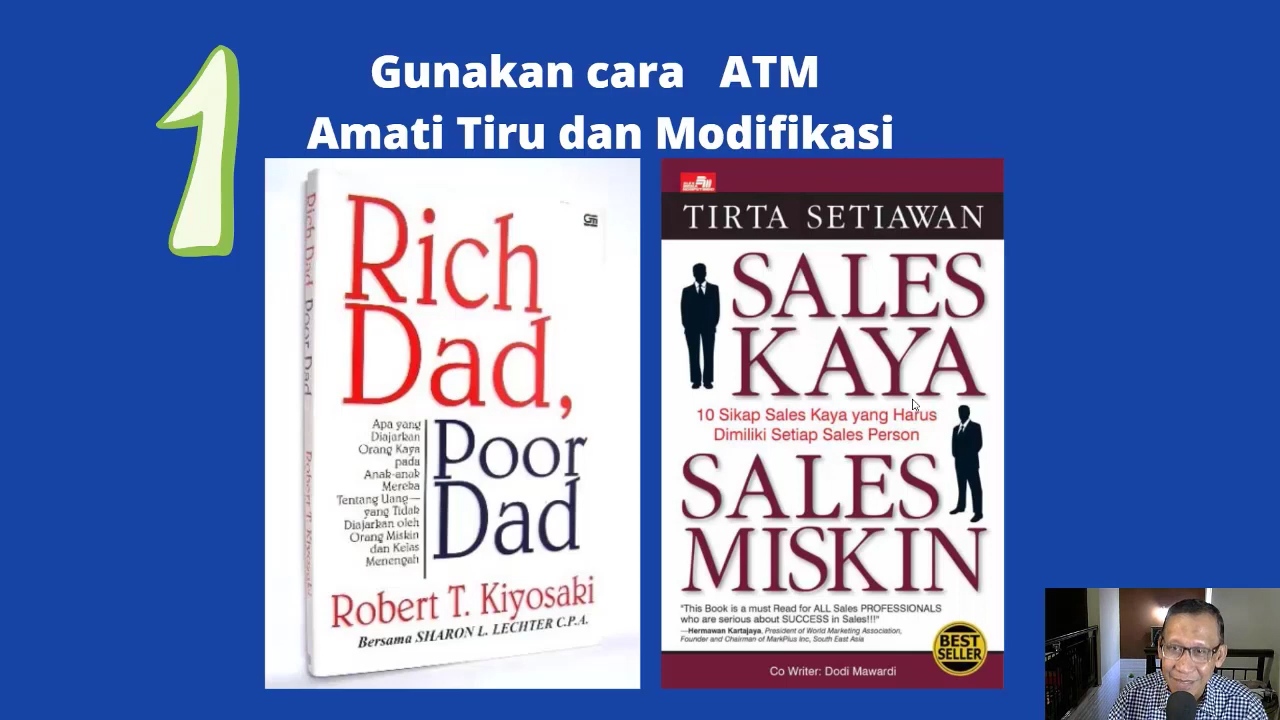 1
Gunakan cara ATM
Amati Tiru dan Modifikasi
Rich Dad Poor Dad
Robert T. Kiyosaki
Rich
Dad,
Apa yang
Diajarkan
Orang Kaya
pada
Anak-anak
Mereka
Tentang Uang—
yang Tidak
Diajarkan oleh
Orang Miskin
dan Kelas
Menengah
Poor
Dad
Robert T. Kiyosaki
Bersama SHARON L. LECHTER C.P.A.
TIRTA SETIAWAN
SALES
KAYA
10 Sikap Sales Kaya yang Harus
Dimiliki Setiap Sales Person
SALES
MISKIN
"This Book is a must Read for ALL Sales PROFESSIONALS
who are serious about SUCCESS in Sales!!!"
—Hermawan Kartajaya, President of World Marketing Association,
Founder and Chairman of MarkPlus Inc, South East Asia
BEST
SELLER
Co Writer: Dodi Mawardi